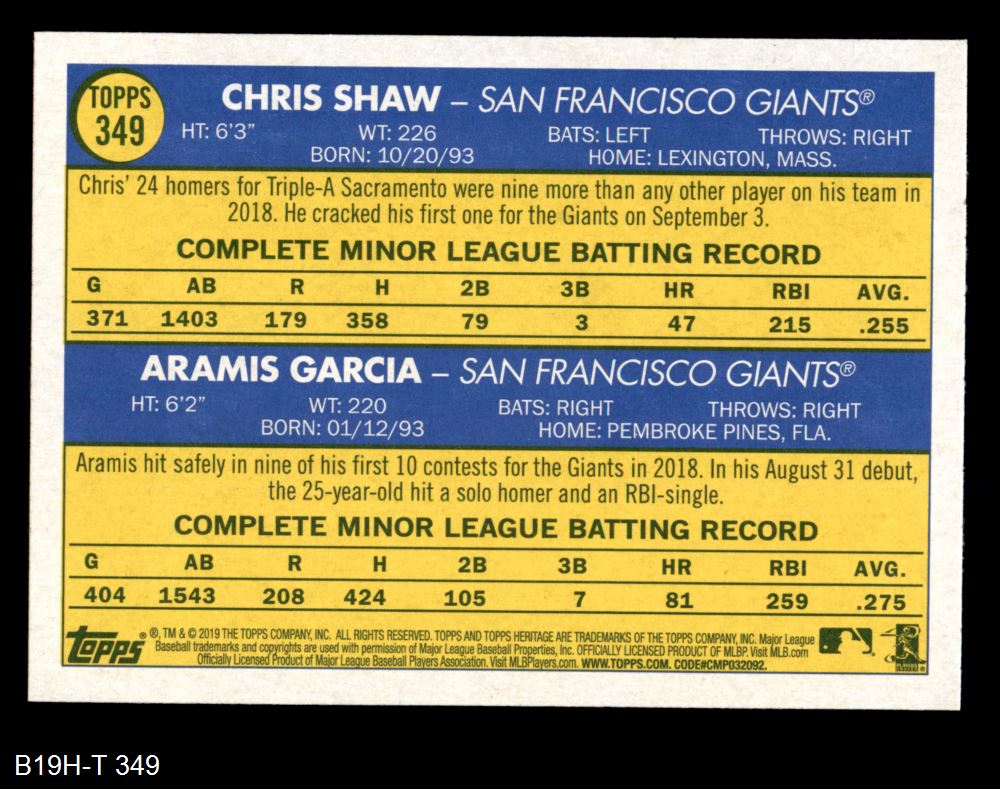 TOPPS
349
CHRIS SHAW – SAN FRANCISCO GIANTS®
HT: 6'3" WT: 226 BATS: LEFT THROWS: RIGHT
BORN: 10/20/93 HOME: LEXINGTON, MASS.
Chris' 24 homers for Triple-A Sacramento were nine more than any other player on his team in
2018. He cracked his first one for the Giants on September 3.
COMPLETE MINOR LEAGUE BATTING RECORD
G AB R H 2B 3B HR RBI AVG.
371 1403 179 358 79 3 47 215 .255
ARAMIS GARCIA – SAN FRANCISCO GIANTS®
HT: 6'2" WT: 220 BATS: RIGHT THROWS: RIGHT
BORN: 01/12/93 HOME: PEMBROKE PINES, FLA.
Aramis hit safely in nine of his first 10 contests for the Giants in 2018. In his August 31 debut,
the 25-year-old hit a solo homer and an RBI-single.
COMPLETE MINOR LEAGUE BATTING RECORD
G AB R H 2B 3B HR RBI AVG.
404 1543 208 424 105 7 81 259 .275
Topps® ®, TM & © 2019 THE TOPPS COMPANY, INC. ALL RIGHTS RESERVED. TOPPS AND TOPPS HERITAGE ARE TRADEMARKS OF THE TOPPS COMPANY, INC. Major League
Baseball trademarks and copyrights are used with permission of Major League Baseball Properties, Inc. OFFICIALLY LICENSED PRODUCT OF MLBP. Visit MLB.com
Officially Licensed Product of Major League Baseball Players Association. Visit MLBPlayers.com. WWW.TOPPS.COM. CODE#CMP032092.
B19H-T 349